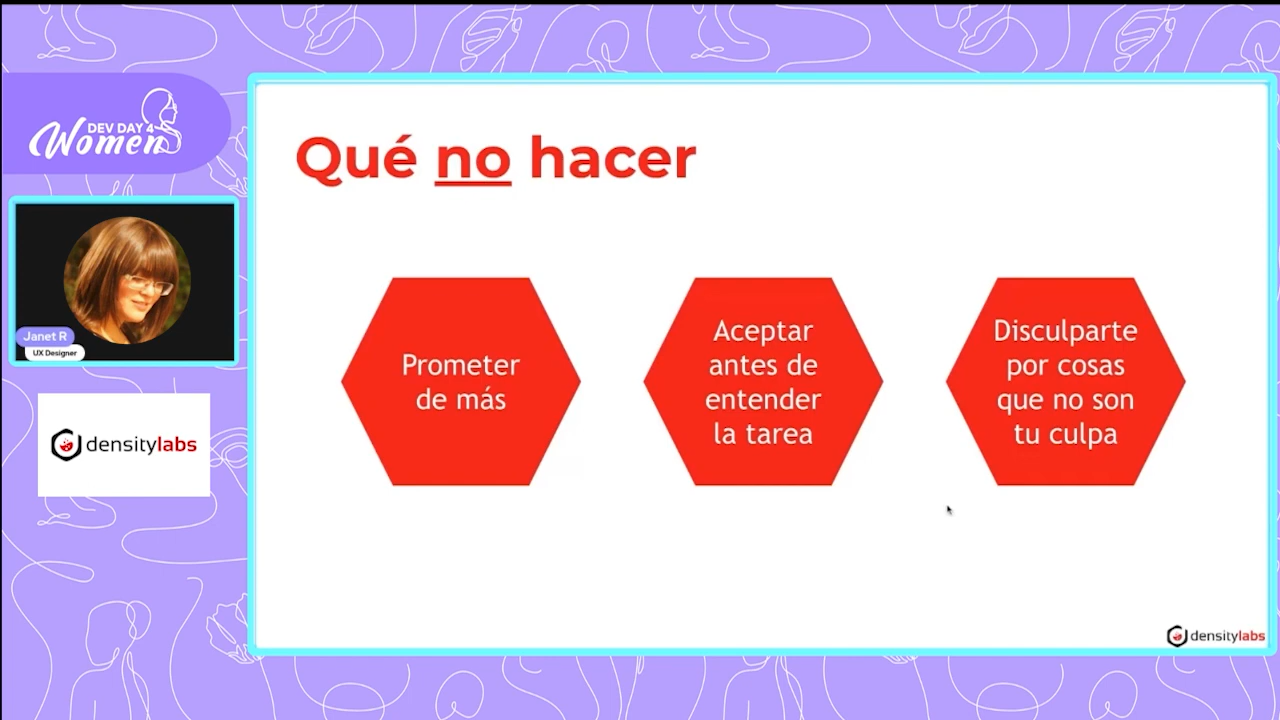 DEV DAY 4
Women
Qué no hacer
Janet R
UX Designer
densitylabs
Prometer
de más
Aceptar
antes de
entender
la tarea
Disculparte
por cosas
que no son
tu culpa
densitylabs